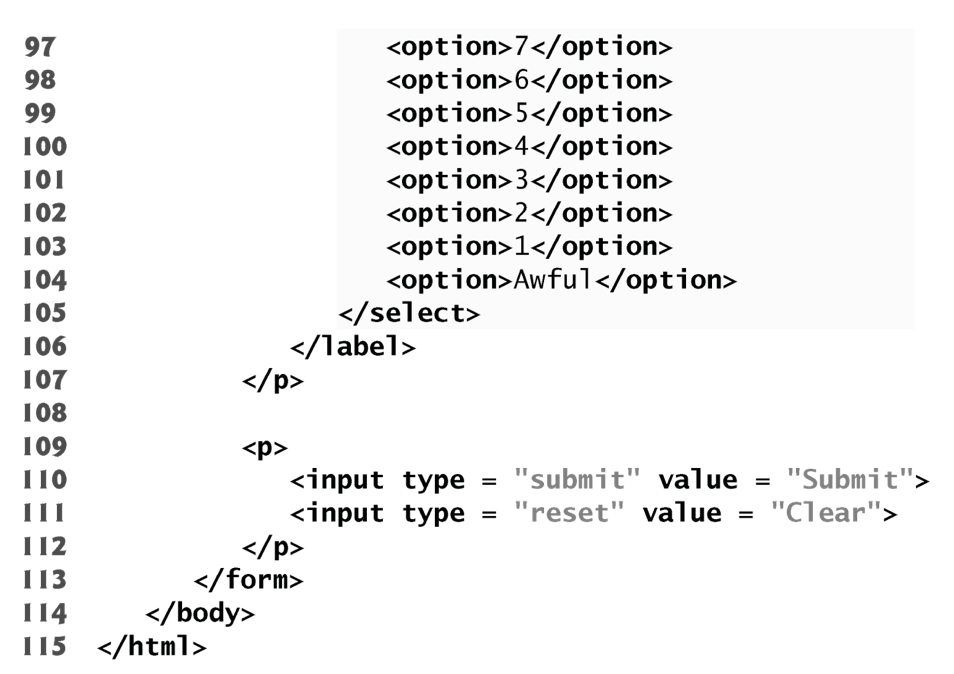 97                    <option>7</option>
98                    <option>6</option>
99                    <option>5</option>
100                   <option>4</option>
101                   <option>3</option>
102                   <option>2</option>
103                   <option>1</option>
104                   <option>Awful</option>
105                </select>
106             </label>
107          </p>
108
109          <p>
110             <input type = "submit" value = "Submit">
111             <input type = "reset" value = "Clear">
112          </p>
113       </form>
114    </body>
115 </html>